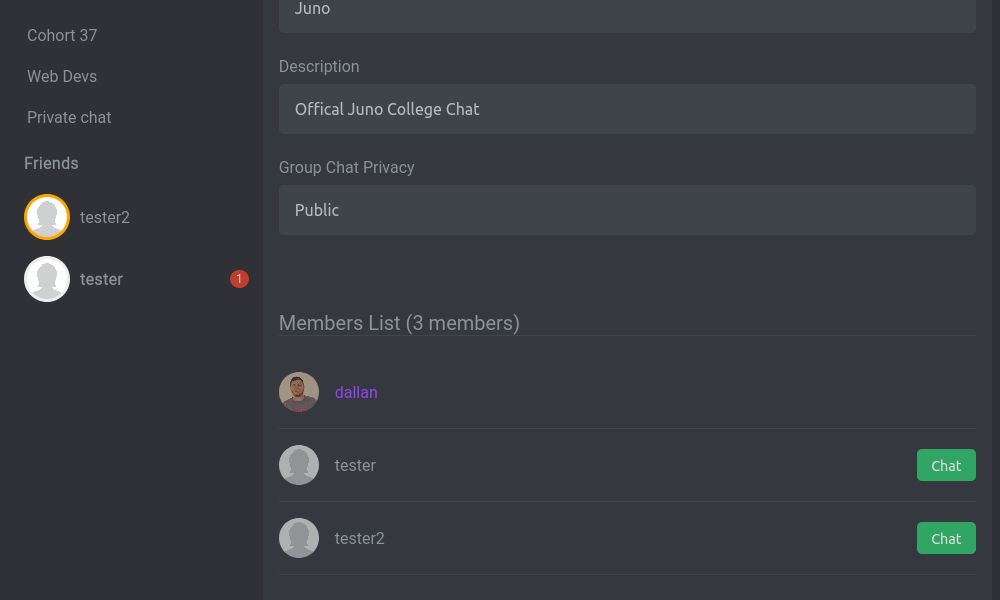 Cohort 37
Web Devs
Private chat
Friends
tester2
tester
1
Juno
Description
Offical Juno College Chat
Group Chat Privacy
Public
Members List (3 members)
dallan
tester
Chat
tester2
Chat